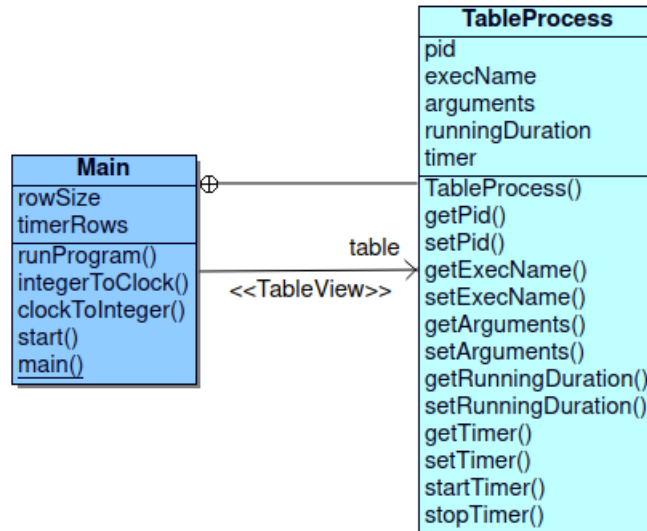 Main
rowSize
timerRows
runProgram()
integerToClock()
clockToInteger()
start()
main()
table
<<TableView>>
TableProcess
pid
execName
arguments
runningDuration
timer
TableProcess()
getPid()
setPid()
getExecName()
setExecName()
getArguments()
setArguments()
getRunningDuration()
setRunningDuration()
getTimer()
setTimer()
startTimer()
stopTimer()